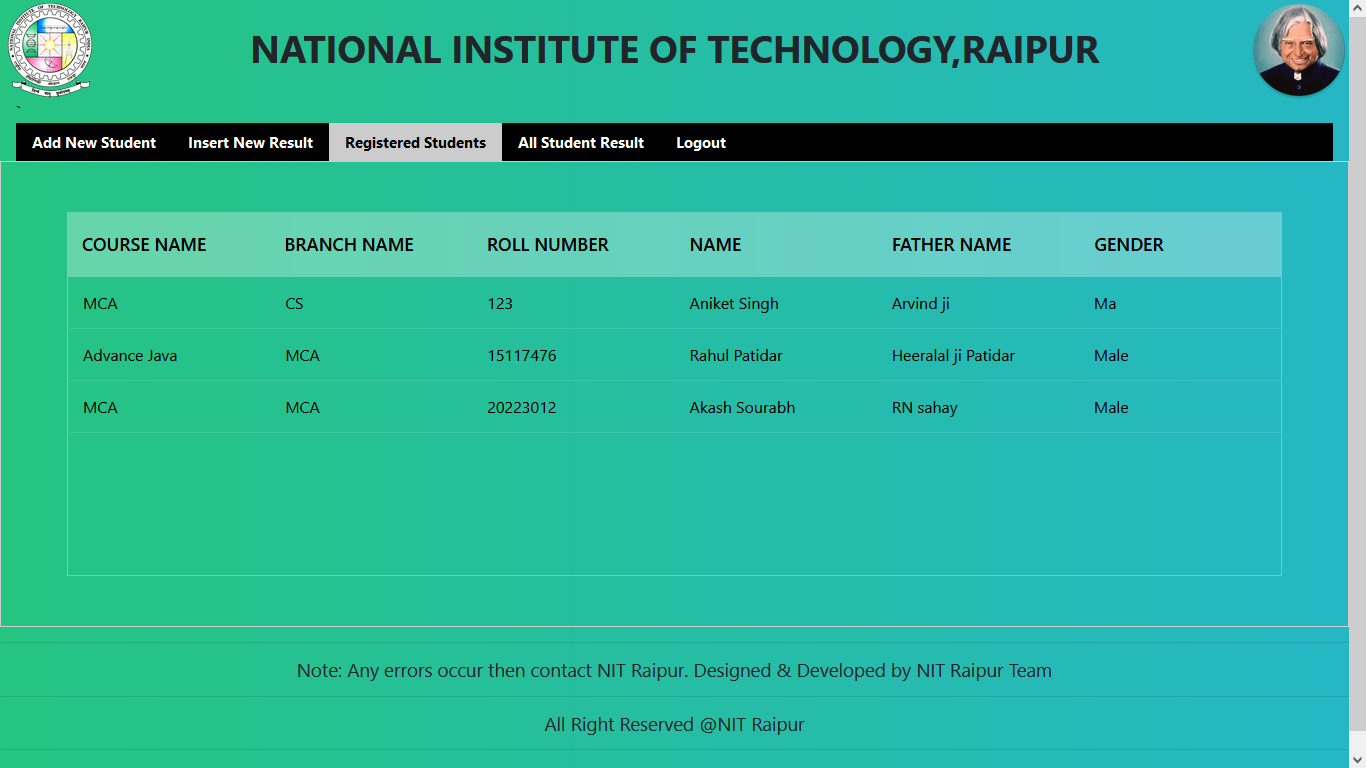 NATIONAL INSTITUTE OF TECHNOLOGY,RAIPUR
`
Add New Student Insert New Result Registered Students All Student Result Logout
COURSE NAME BRANCH NAME ROLL NUMBER NAME FATHER NAME GENDER
MCA CS 123 Aniket Singh Arvind ji Ma
Advance Java MCA 15117476 Rahul Patidar Heeralal ji Patidar Male
MCA MCA 20223012 Akash Sourabh RN sahay Male
Note: Any errors occur then contact NIT Raipur. Designed & Developed by NIT Raipur Team
All Right Reserved @NIT Raipur